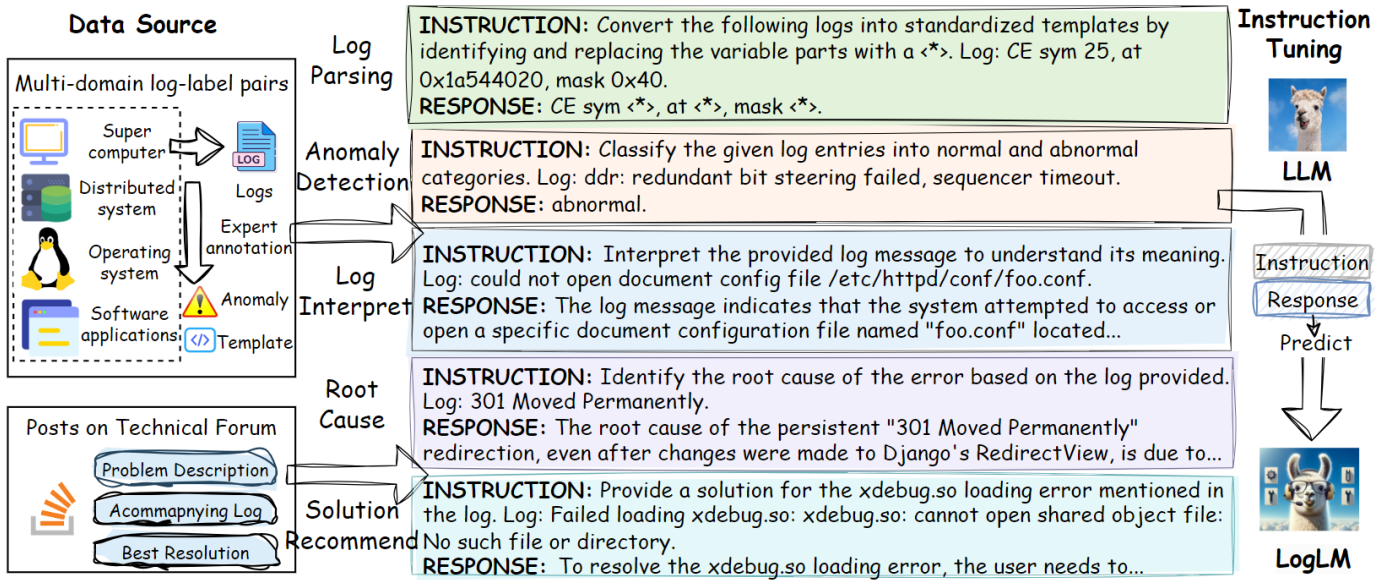 Data Source
Multi-domain log-label pairs
Super
computer
LOG
Logs
Distributed
system
Expert
annotation
Operating
system
Software
applications
Anomaly
</>
Template
Posts on Technical Forum
Problem Description
Acommapnying Log
Best Resolution
Log
Parsing
INSTRUCTION: Convert the following logs into standardized templates by
identifying and replacing the variable parts with a <*>. Log: CE sym 25, at
0x1a544020, mask 0x40.
RESPONSE: CE sym <*>, at <*>, mask <*>.
Anomaly
Detection
INSTRUCTION: Classify the given log entries into normal and abnormal
categories. Log: ddr: redundant bit steering failed, sequencer timeout.
RESPONSE: abnormal.
Log
Interpret
INSTRUCTION: Interpret the provided log message to understand its meaning.
Log: could not open document config file /etc/httpd/conf/foo.conf.
RESPONSE: The log message indicates that the system attempted to access or
open a specific document configuration file named "foo.conf" located...
Root
Cause
INSTRUCTION: Identify the root cause of the error based on the log provided.
Log: 301 Moved Permanently.
RESPONSE: The root cause of the persistent "301 Moved Permanently"
redirection, even after changes were made to Django's RedirectView, is due to...
Solution
Recommend
INSTRUCTION: Provide a solution for the xdebug.so loading error mentioned in
the log. Log: Failed loading xdebug.so: xdebug.so: cannot open shared object file:
No such file or directory.
RESPONSE: To resolve the xdebug.so loading error, the user needs to...
Instruction
Tuning
LLM
Instruction
Response
Predict
LogLM